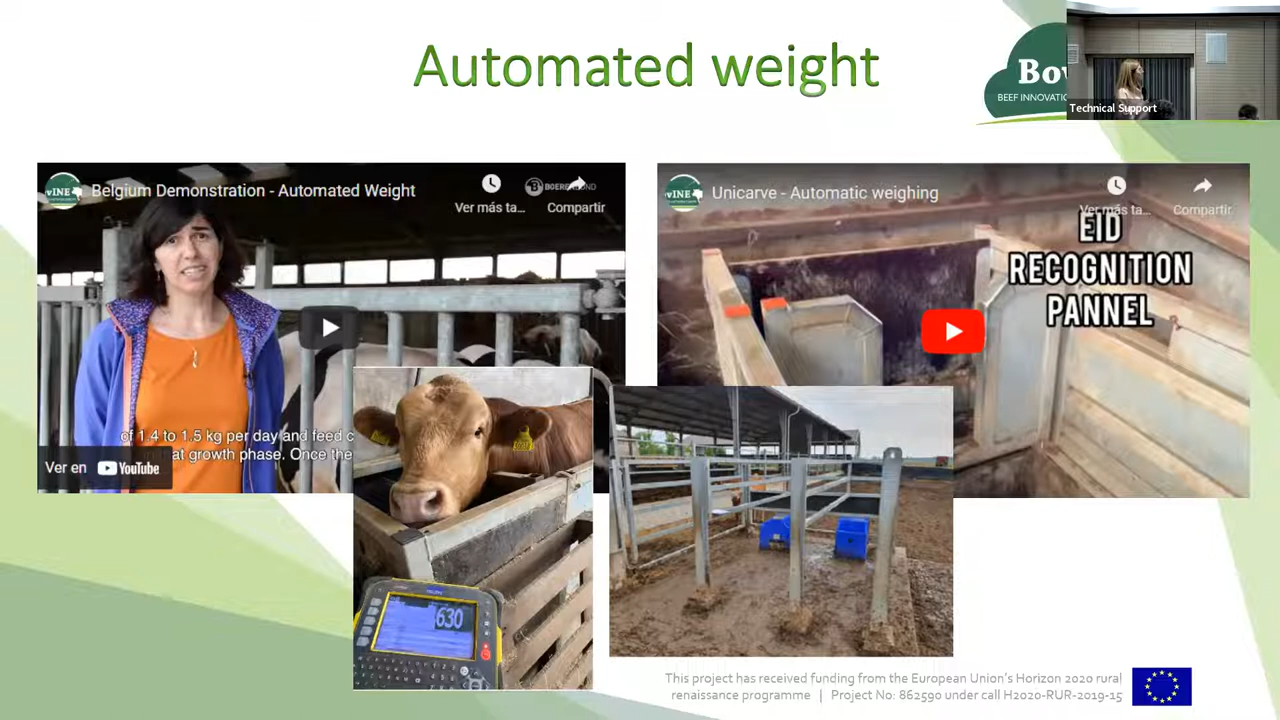 Automated weight
Bov
BEEF INNOVATIO
Technical Support
vINE
Belgium Demonstration - Automated Weight
Ver más ta...
Compartir
of 1.4 to 1.5 kg per day and feed c
at growth phase. Once the
Ver en YouTube
vINE
Unicarve - Automatic weighing
Ver más ta...
Compartir
EID
RECOGNITION
PANNEL
630
This project has received funding from the European Union's Horizon 2020 rural
renaissance programme | Project No: 862590 under call H2020-RUR-2019-15